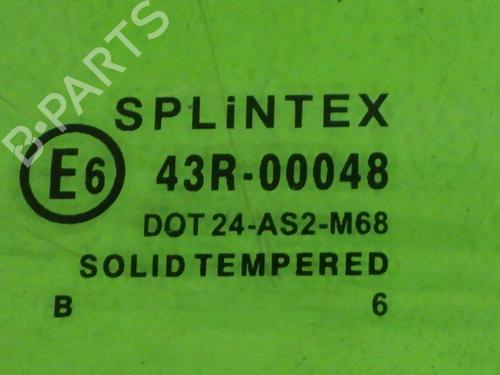 B-PARTS
SPLiNTEX
E6 43R-00048
DOT 24-AS2-M68
SOLID TEMPERED
B 6